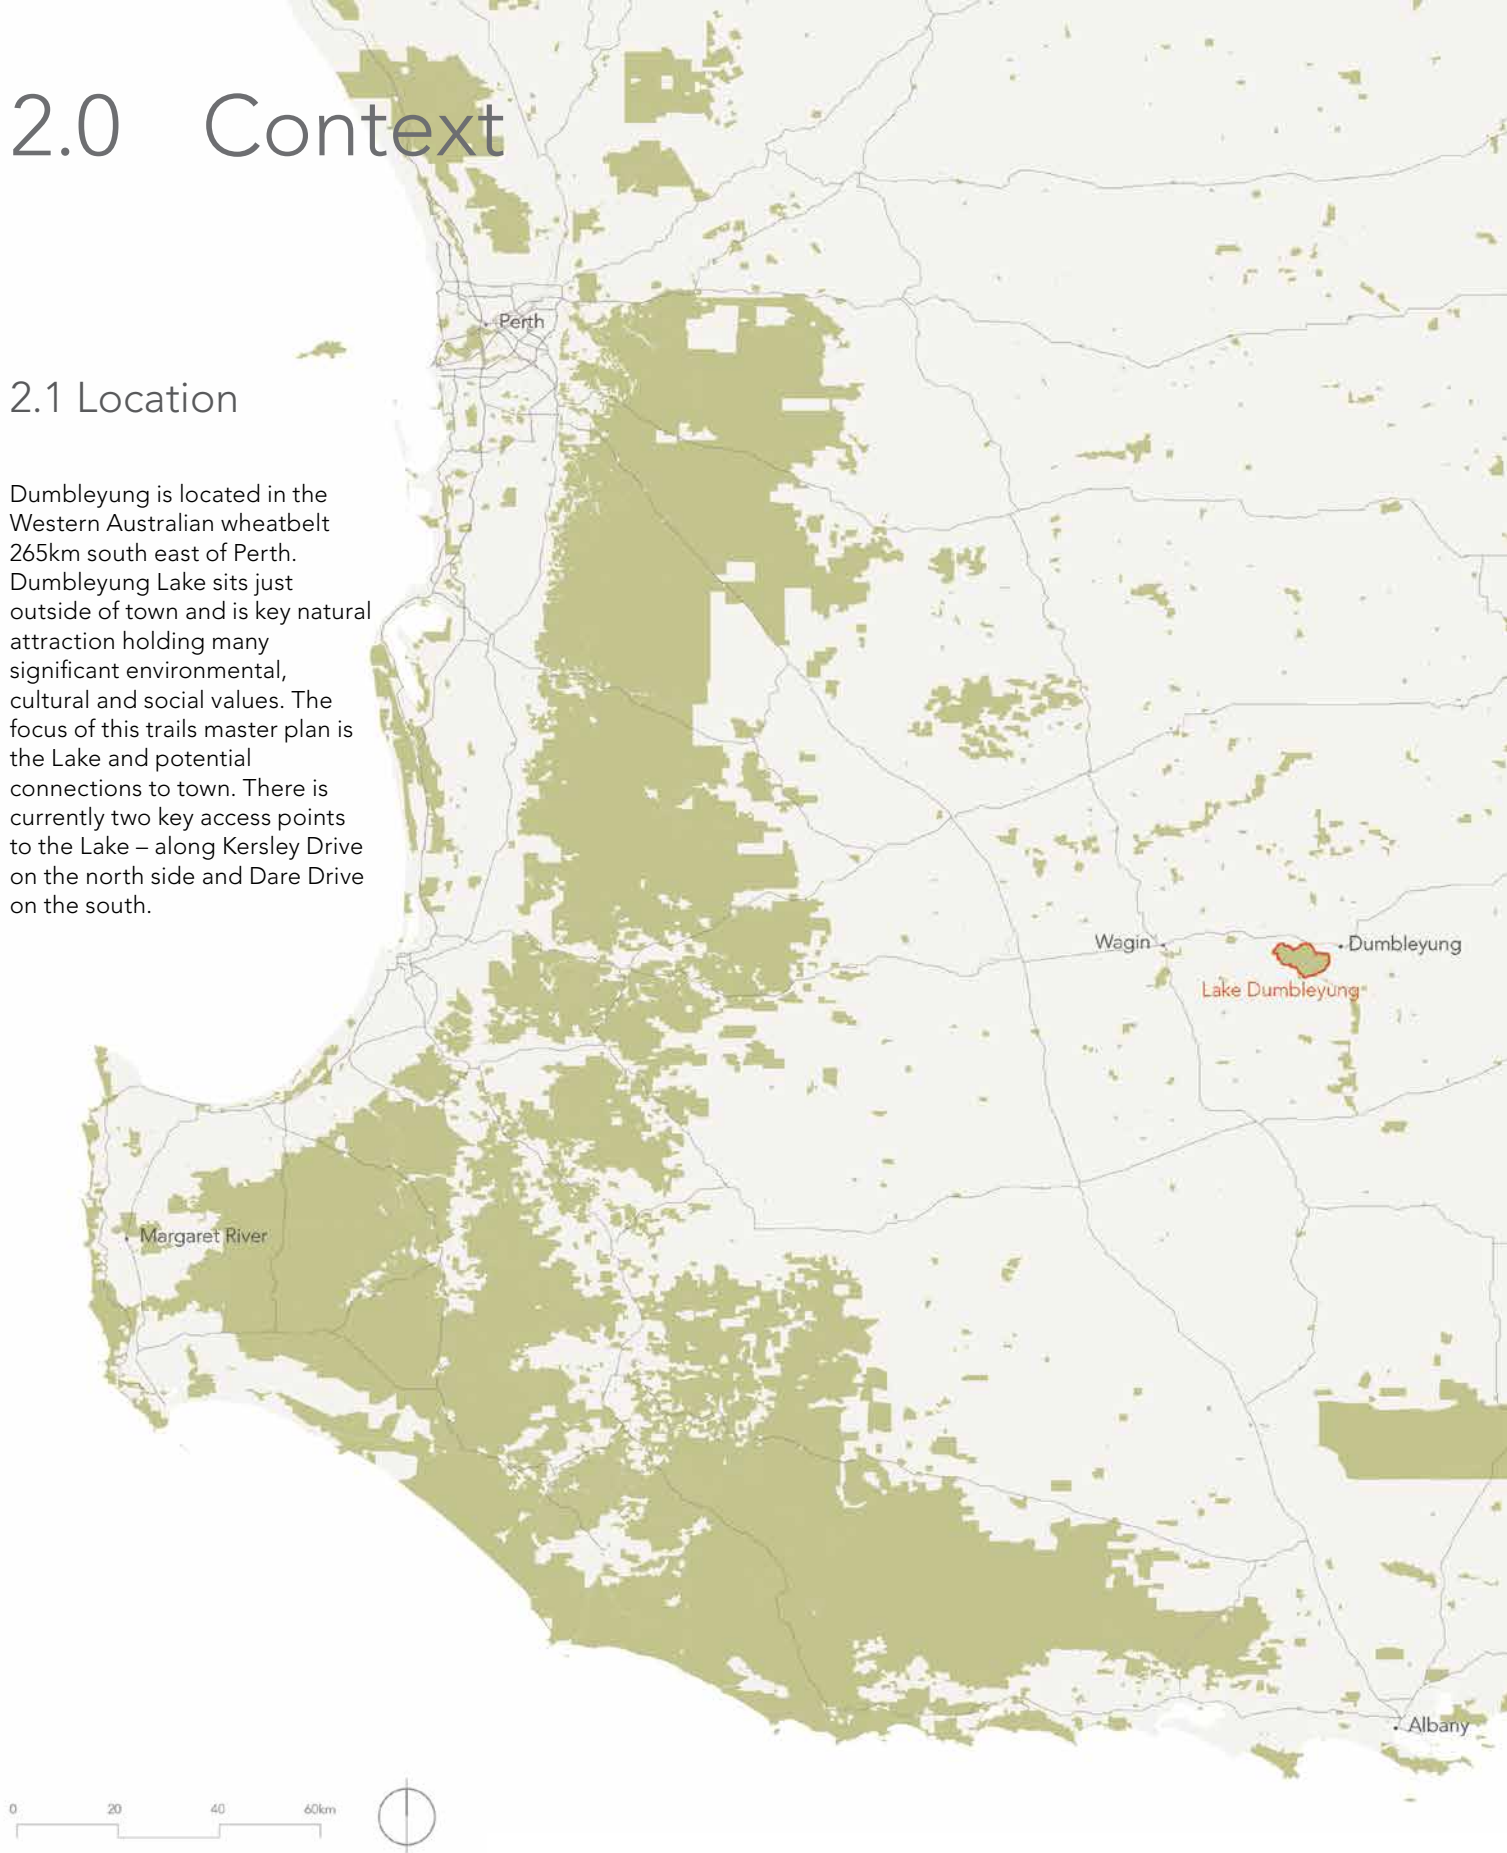 2.0 Context
2.1 Location
Dumbleyung is located in the
Western Australian wheatbelt
265km south east of Perth.
Dumbleyung Lake sits just
outside of town and is key natural
attraction holding many
significant environmental,
cultural and social values. The
focus of this trails master plan is
the Lake and potential
connections to town. There is
currently two key access points
to the Lake – along Kersley Drive
on the north side and Dare Drive
on the south.
Perth
Wagin
Dumbleyung
Lake Dumbleyung
Margaret River
Albany
0 20 40 60km